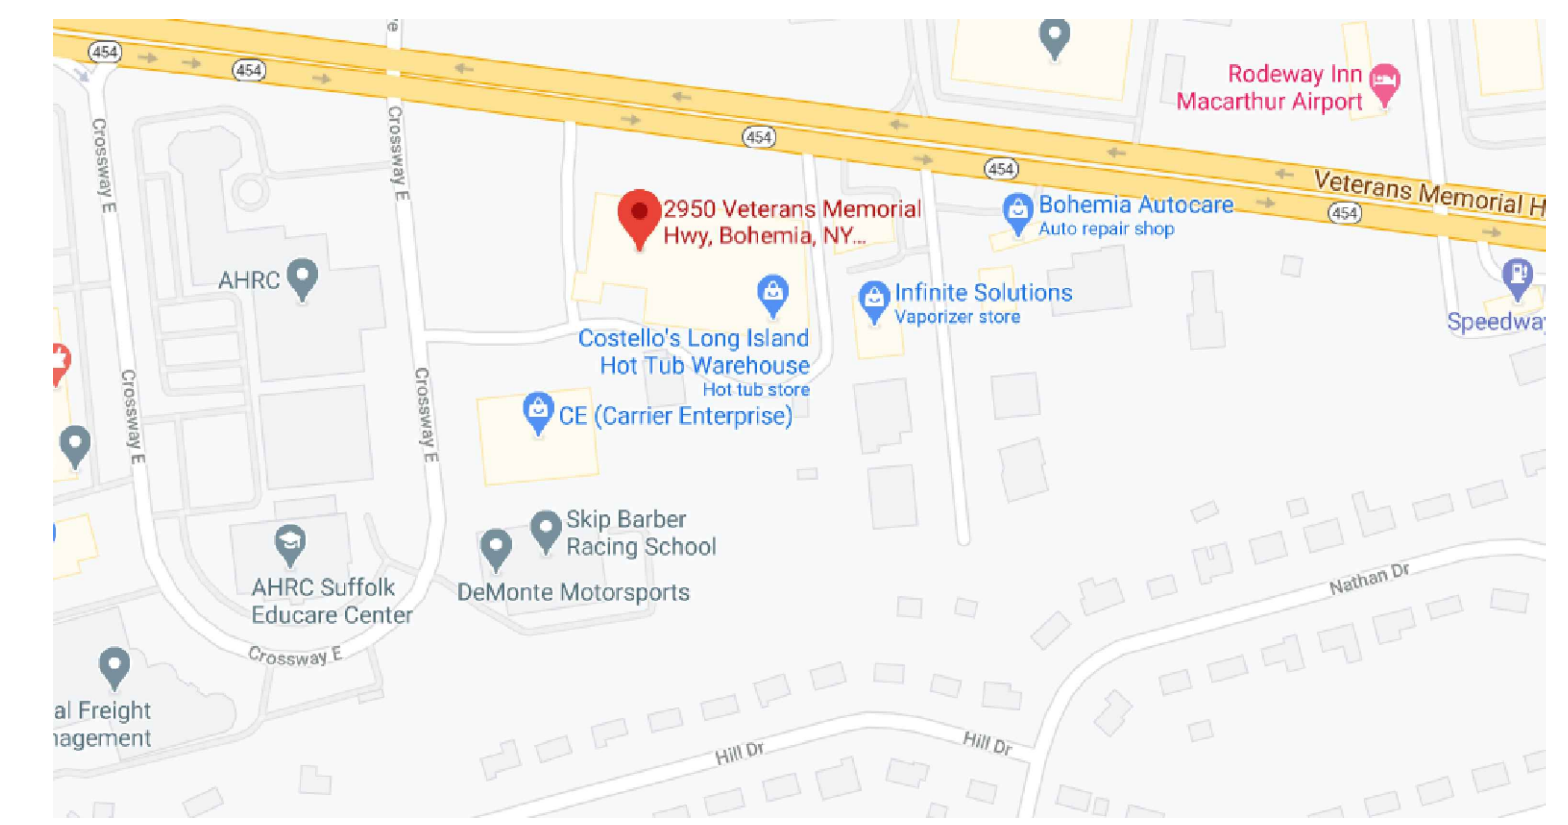 ve
454
454
454
454
454
Rodeway Inn
Macarthur Airport
Veterans Memorial H
Crossway E
Crossway E
2950 Veterans Memorial
Hwy, Bohemia, NY...
Bohemia Autocare
Auto repair shop
AHRC
Infinite Solutions
Vaporizer store
Speedway
Costello's Long Island
Hot Tub Warehouse
Hot tub store
Crossway E
Crossway E
CE (Carrier Enterprise)
Skip Barber
Racing School
DeMonte Motorsports
AHRC Suffolk
Educare Center
Nathan Dr
Crossway E
al Freight
nagement
Hill Dr
Hill Dr